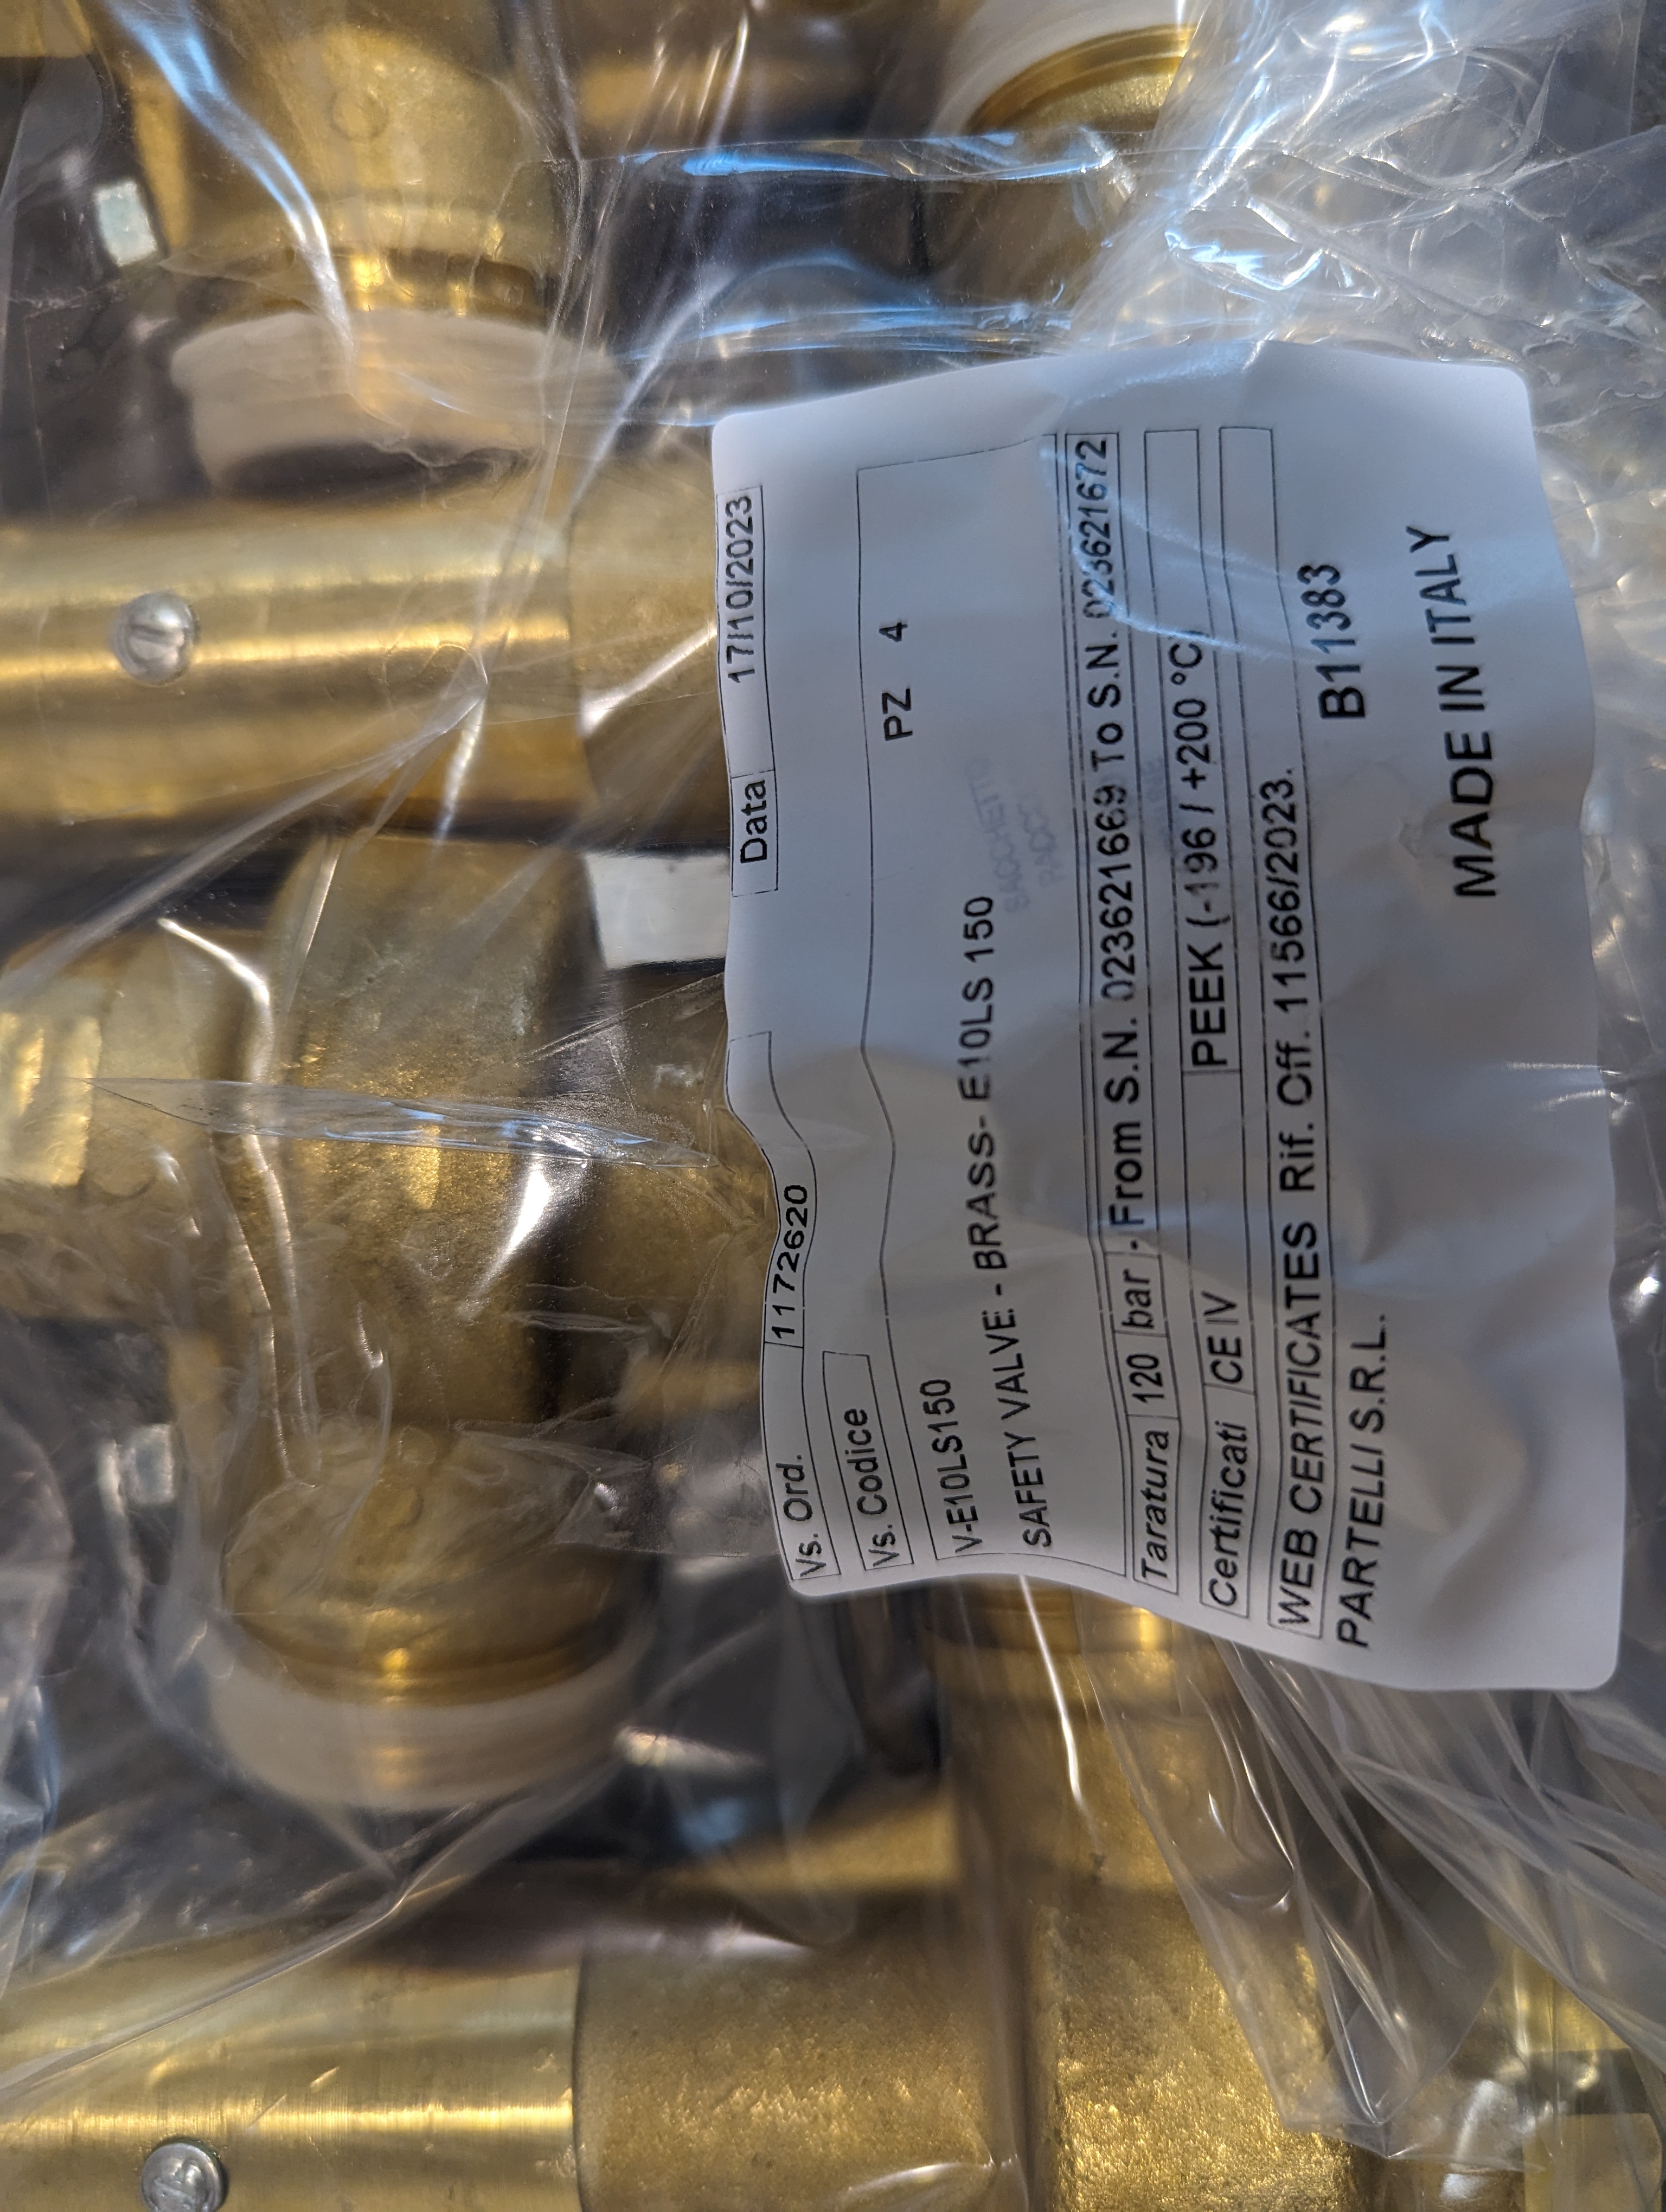 Vs. Ord. 1172620 Data 17/10/2023
Vs. Codice
V-E10LS150 PZ 4
SAFETY VALVE - BRASS- E10LS 150
SACCHETTO
Taratura 120 bar - From S.N. 023621669 To S.N. 023621672
Certificati CE IV PEEK (-196 / +200 °C)
WEB CERTIFICATES Rif. Off. 11566/2023.
PARTELLI S.R.L. B11383
MADE IN ITALY